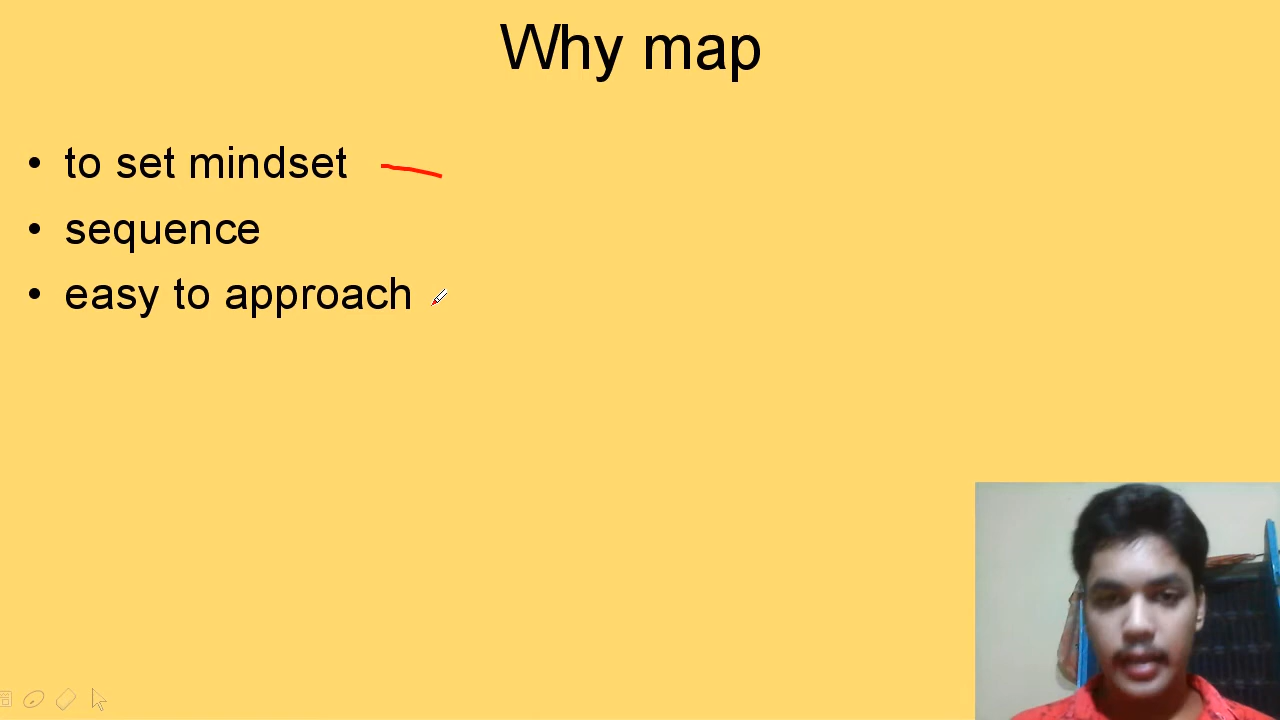 Why map
• to set mindset
• sequence
• easy to approach